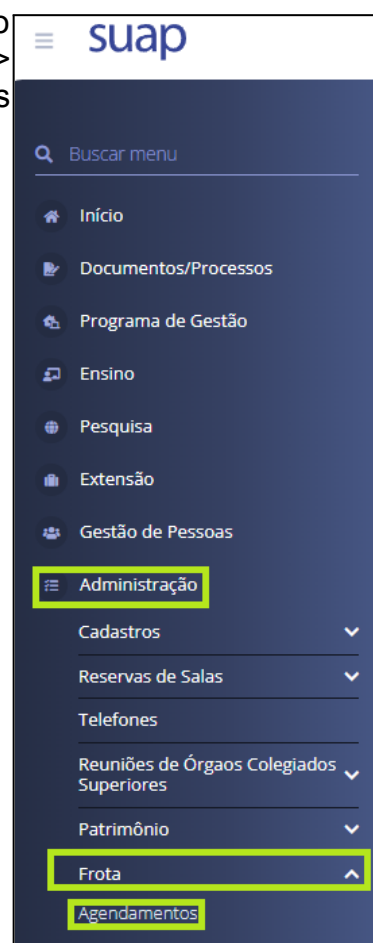 suap
>
s
Buscar menu
Início
Documentos/Processos
Programa de Gestão
Ensino
Pesquisa
Extensão
Gestão de Pessoas
Administração
Cadastros
Reservas de Salas
Telefones
Reuniões de Órgaos Colegiados
Superiores
Patrimônio
Frota
Agendamentos